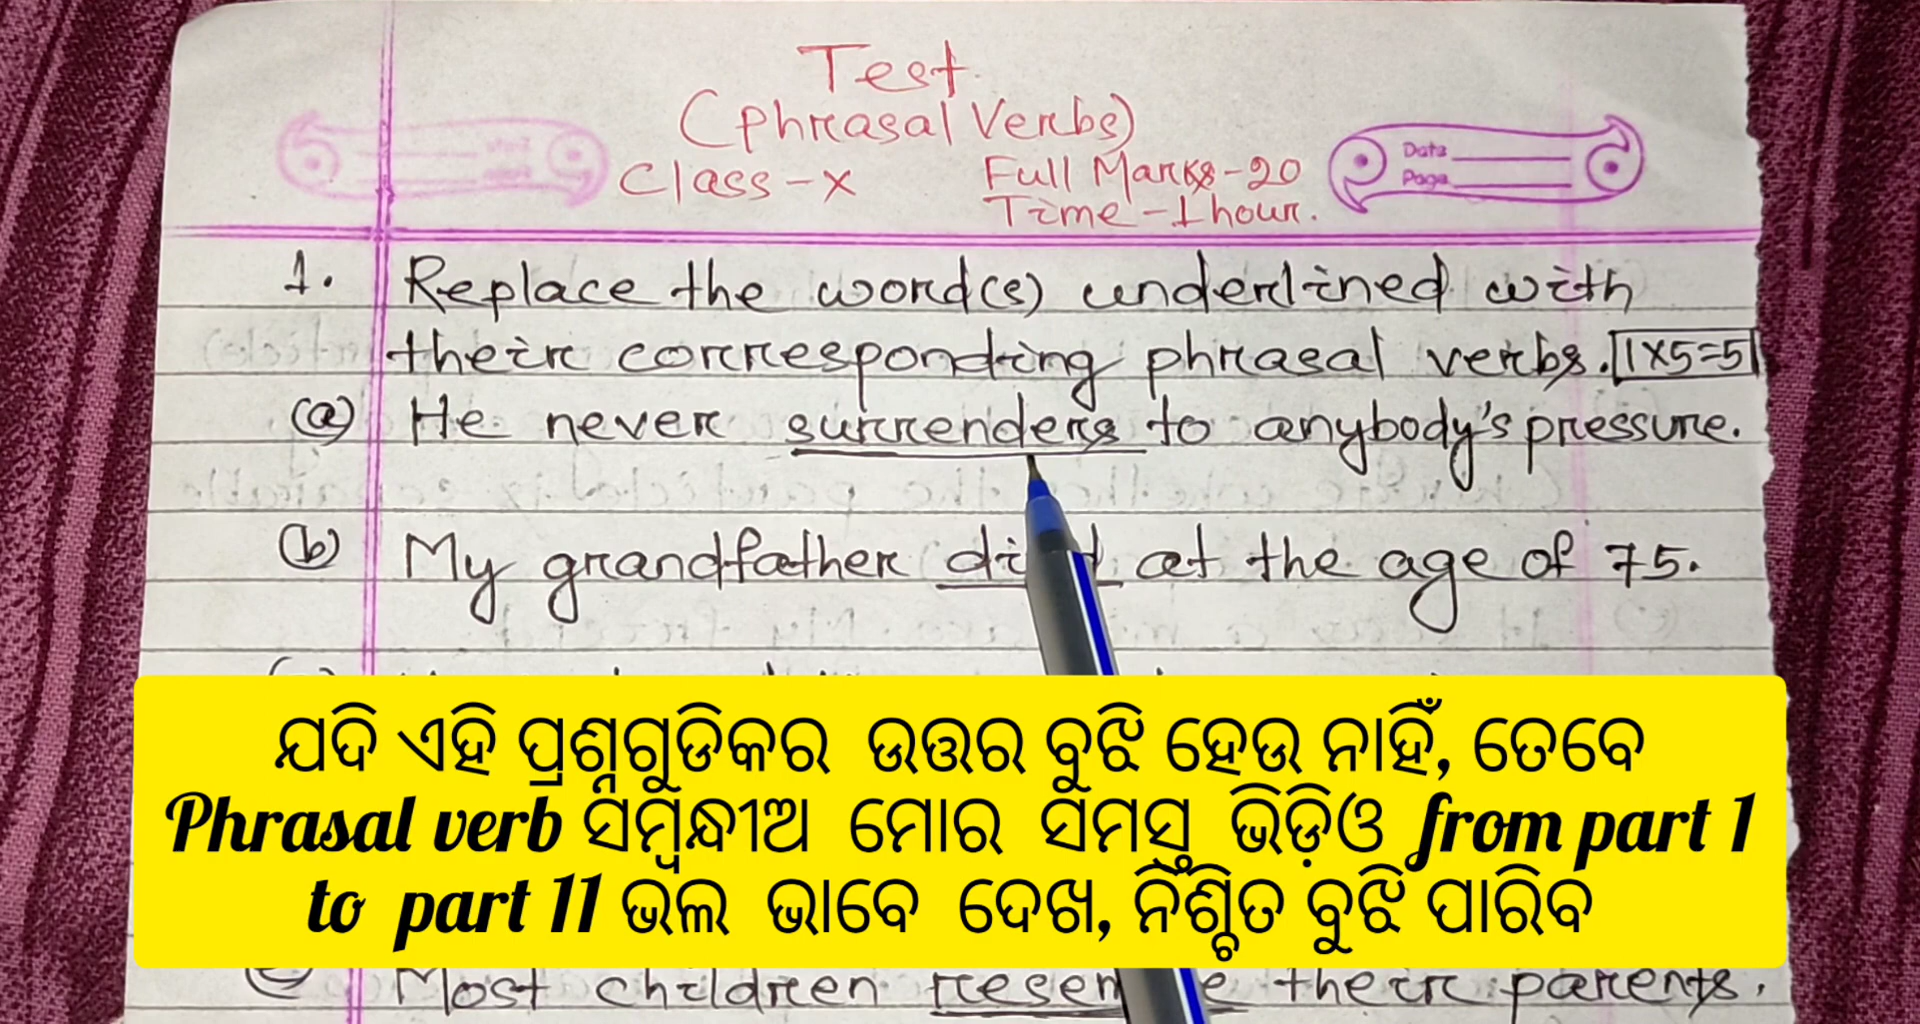 Test
(Phrasal Verbs)
Class-X Full Marks-20
Time-1 hour.
Data
Page
1. Replace the word(s) underlined with
their corresponding phrasal verbs. 1x5=5
(a) He never surrenders to anybody's pressure.
(b) My grandfather at the age of 75.
ଯଦି ଏହି ପ୍ରଶ୍ନଗୁଡିକର ଉତ୍ତର ବୁଝି ହେଉ ନାହିଁ, ତେବେ
Phrasal verb ସମ୍ବନ୍ଧୀଅ ମୋର ସମସ୍ତ ଭିଡ଼ିଓ from part 1
to part 11 ଭଲ ଭାବେ ଦେଖ, ନିଶ୍ଚିତ ବୁଝି ପାରିବ
Most children their parents.